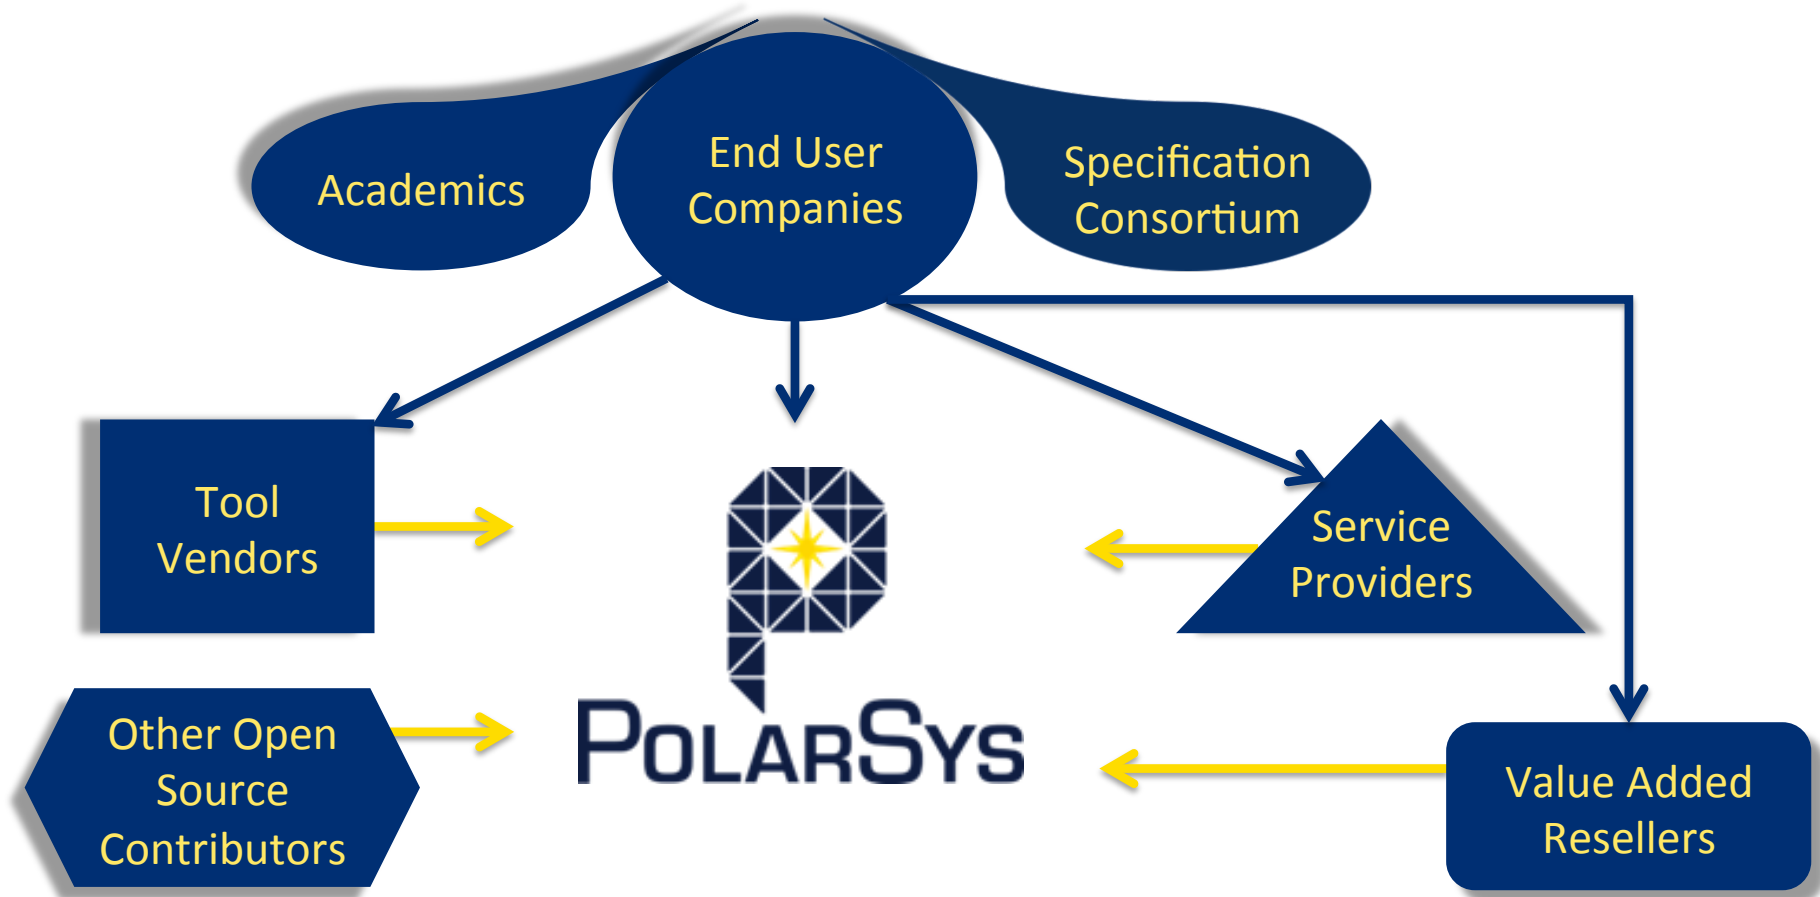 Academics
End User
Companies
Specification
Consortium
Tool
Vendors
Service
Providers
Other Open
Source
Contributors
POLARSYS
Value Added
Resellers